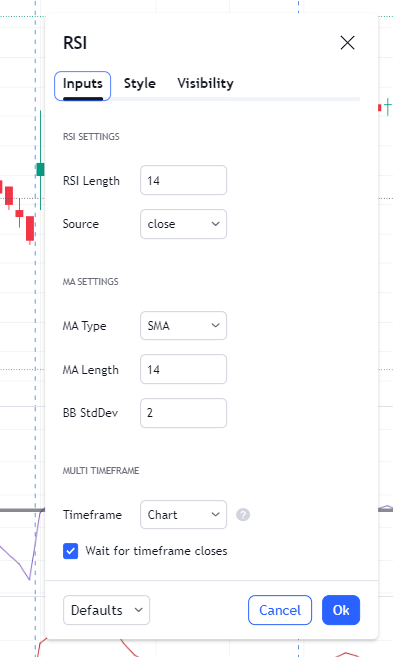 RSI
Inputs Style Visibility
RSI SETTINGS
RSI Length 14
Source close
MA SETTINGS
MA Type SMA
MA Length 14
BB StdDev 2
MULTI TIMEFRAME
Timeframe Chart ?
Wait for timeframe closes
Defaults Cancel Ok